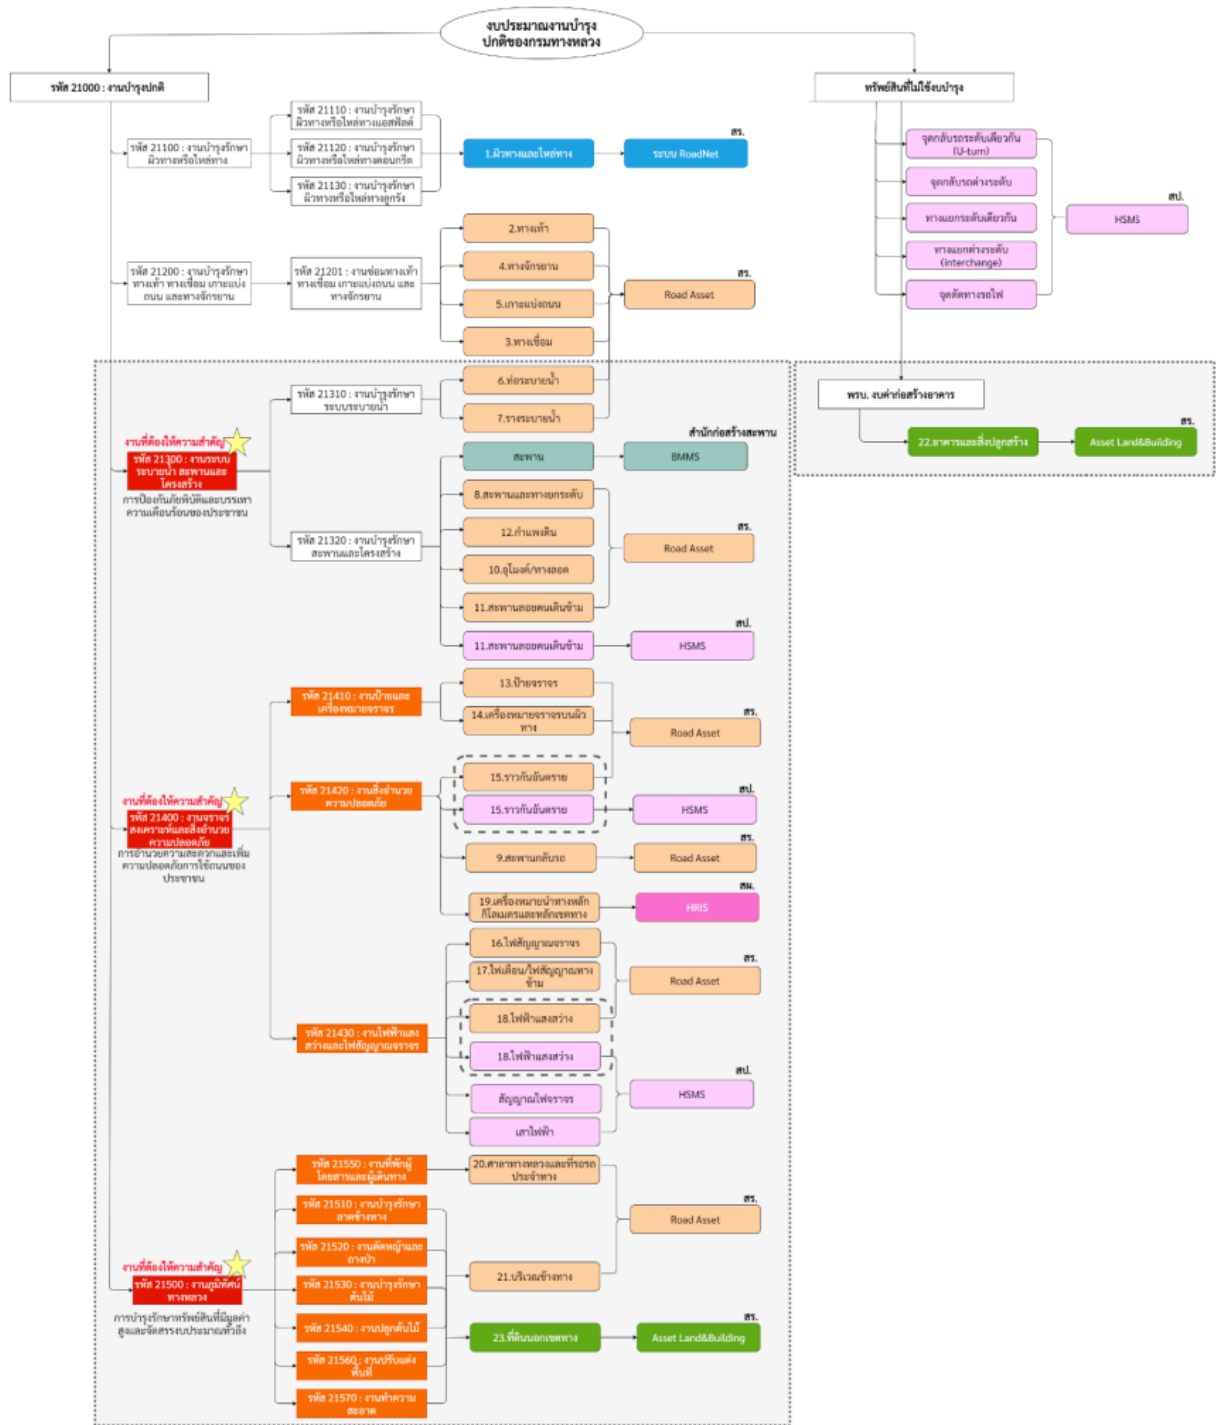 งบประมาณงานบำรุง
ปกติของกรมทางหลวง
รหัส 21000 : งานบำรุงปกติ
ทรัพย์สินที่ไม่ใช้งบบำรุง
รหัส 21100 : งานบำรุงรักษา
ผิวทางหรือไหล่ทาง
รหัส 21110 : งานบำรุงรักษา
ผิวทางหรือไหล่ทางแอสฟัลต์
รหัส 21120 : งานบำรุงรักษา
ผิวทางหรือไหล่ทางคอนกรีต
รหัส 21130 : งานบำรุงรักษา
ผิวทางหรือไหล่ทางลูกรัง
1.ผิวทางและไหล่ทาง
สร.
ระบบ RoadNet
จุดกลับรถระดับเดียวกัน
(U-turn)
จุดกลับรถต่างระดับ
ทางแยกระดับเดียวกัน
ทางแยกต่างระดับ
(interchange)
จุดตัดทางรถไฟ
สป.
HSMS
รหัส 21200 : งานบำรุงรักษา
ทางเท้า ทางเชื่อม เกาะแบ่ง
ถนน และทางจักรยาน
รหัส 21201 : งานซ่อมทางเท้า
ทางเชื่อม เกาะแบ่งถนน และ
ทางจักรยาน
2.ทางเท้า
4.ทางจักรยาน
5.เกาะแบ่งถนน
3.ทางเชื่อม
สร.
Road Asset
พรบ. งบค่าก่อสร้างอาคาร
22.อาคารและสิ่งปลูกสร้าง
สร.
Asset Land&Building
งานที่ต้องให้ความสำคัญ
รหัส 21300 : งานระบบ
ระบายน้ำ สะพานและ
โครงสร้าง
การป้องกันภัยพิบัติและบรรเทา
ความเดือนร้อนของประชาชน
รหัส 21310 : งานบำรุงรักษา
ระบบระบายน้ำ
6.ท่อระบายน้ำ
7.รางระบายน้ำ
รหัส 21320 : งานบำรุงรักษา
สะพานและโครงสร้าง
สะพาน
สำนักก่อสร้างสะพาน
BMMS
8.สะพานและทางยกระดับ
12.กำแพงดิน
10.อุโมงค์/ทางลอด
11.สะพานลอยคนเดินข้าม
สร.
Road Asset
11.สะพานลอยคนเดินข้าม
สป.
HSMS
งานที่ต้องให้ความสำคัญ
รหัส 21400 : งานจราจร
สงเคราะห์และสิ่งอำนวย
ความปลอดภัย
การอำนวยความสะดวกและเพิ่ม
ความปลอดภัยการใช้ถนนของ
ประชาชน
รหัส 21410 : งานป้ายและ
เครื่องหมายจราจร
13.ป้ายจราจร
14.เครื่องหมายจราจรบนผิว
ทาง
สร.
Road Asset
รหัส 21420 : งานสิ่งอำนวย
ความปลอดภัย
15.ราวกันอันตราย
15.ราวกันอันตราย
สป.
HSMS
9.สะพานกลับรถ
สร.
Road Asset
19.เครื่องหมายนำทางหลัก
กิโลเมตรและหลักเขตทาง
สผ.
HRIS
รหัส 21430 : งานไฟฟ้าแสง
สว่างและไฟสัญญาณจราจร
16.ไฟสัญญาณจราจร
17.ไฟเตือน/ไฟสัญญาณทาง
ข้าม
18.ไฟฟ้าแสงสว่าง
สร.
Road Asset
18.ไฟฟ้าแสงสว่าง
สัญญาณไฟจราจร
เสาไฟฟ้า
สป.
HSMS
งานที่ต้องให้ความสำคัญ
รหัส 21500 : งานภูมิทัศน์
ทางหลวง
การบำรุงรักษาทรัพย์สินที่มีมูลค่า
สูงและจัดสรรงบประมาณทั่วถึง
รหัส 21550 : งานที่พักผู้
โดยสารและผู้เดินทาง
รหัส 21510 : งานบำรุงรักษา
ลาดข้างทาง
รหัส 21520 : งานตัดหญ้าและ
ถางป่า
รหัส 21530 : งานบำรุงรักษา
ต้นไม้
รหัส 21540 : งานปลูกต้นไม้
รหัส 21560 : งานปรับแต่ง
พื้นที่
รหัส 21570 : งานทำความ
สะอาด
20.ศาลาทางหลวงและที่รอรถ
ประจำทาง
21.บริเวณข้างทาง
สร.
Road Asset
23.ที่ดินนอกเขตทาง
สร.
Asset Land&Building